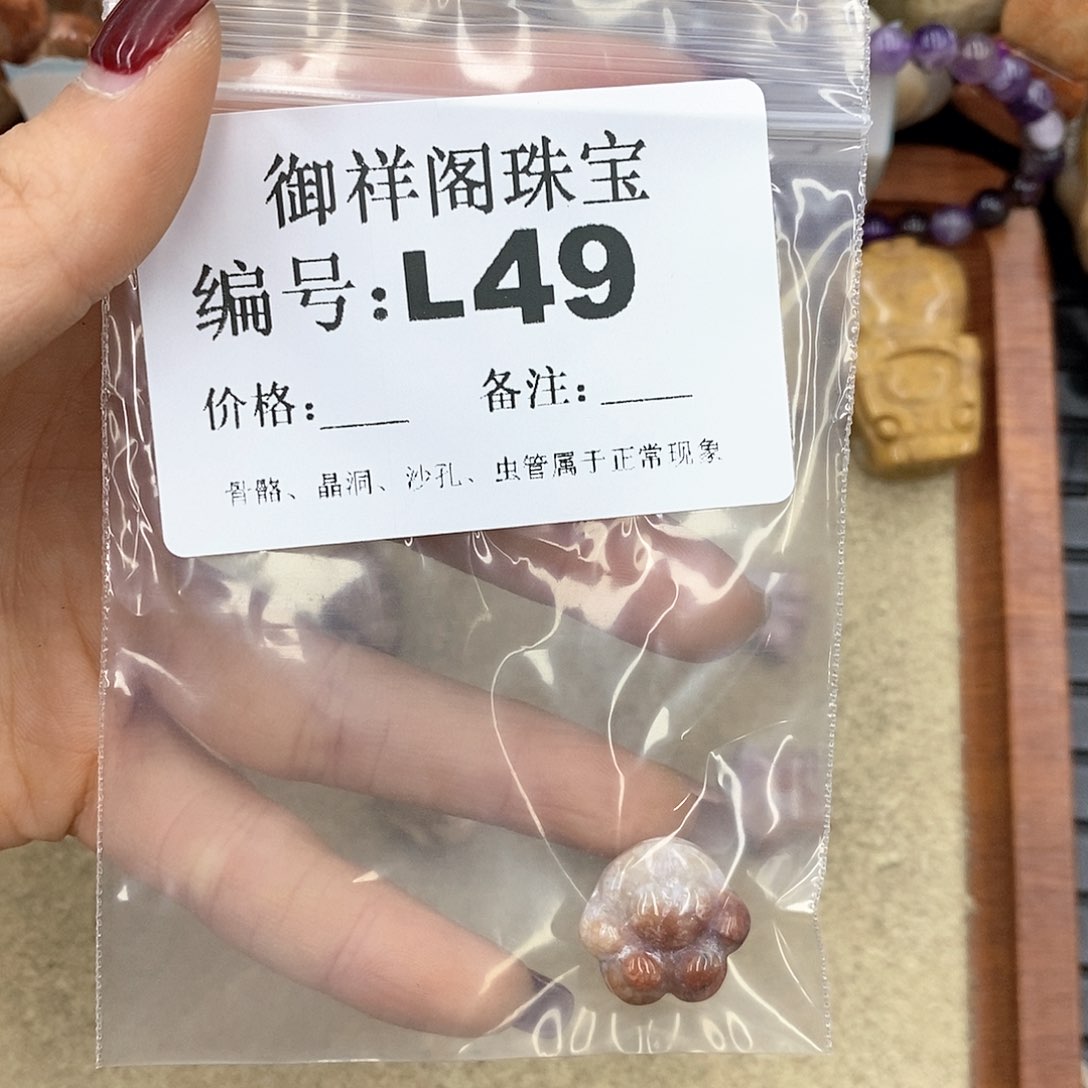 御祥阁珠宝
编号:L49
价格:____ 备注:____
骨骼、晶洞、沙孔、虫管属于正常现象